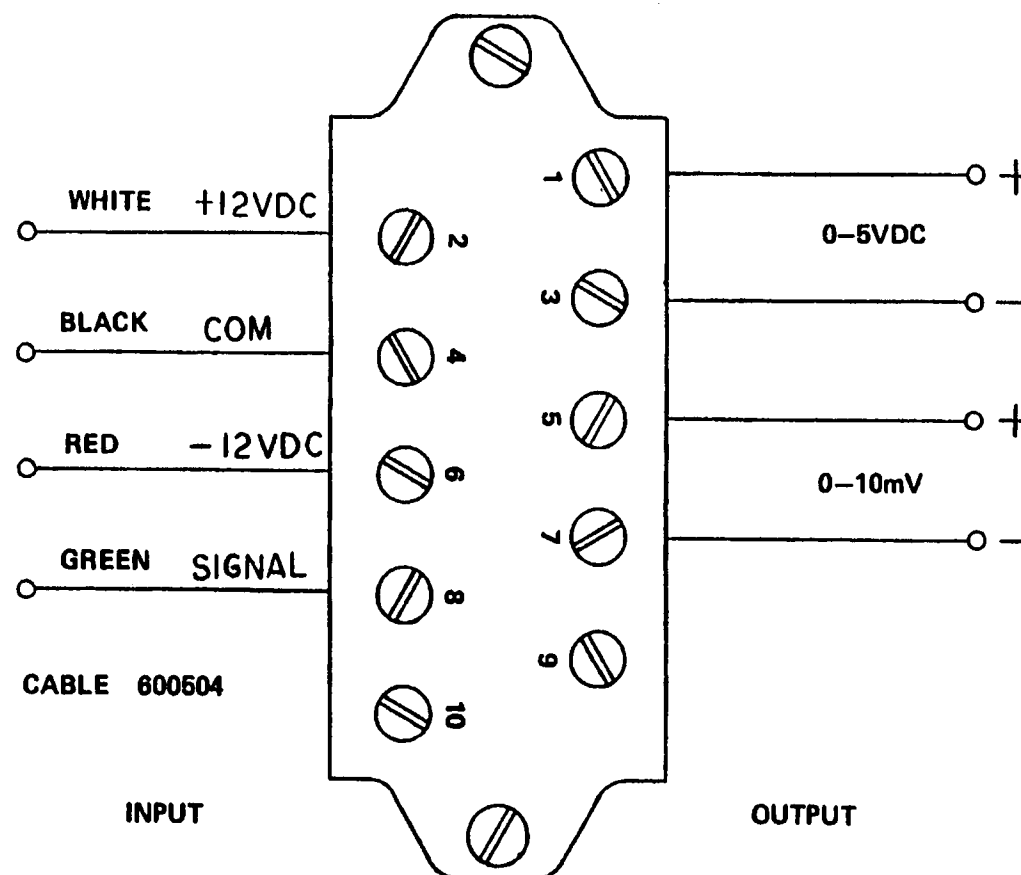 WHITE +12VDC
BLACK COM
RED -12VDC
GREEN SIGNAL
CABLE 600504
INPUT
1
2
3
4
5
6
7
8
9
10
+
0-5VDC
-
+
0-10mV
-
OUTPUT